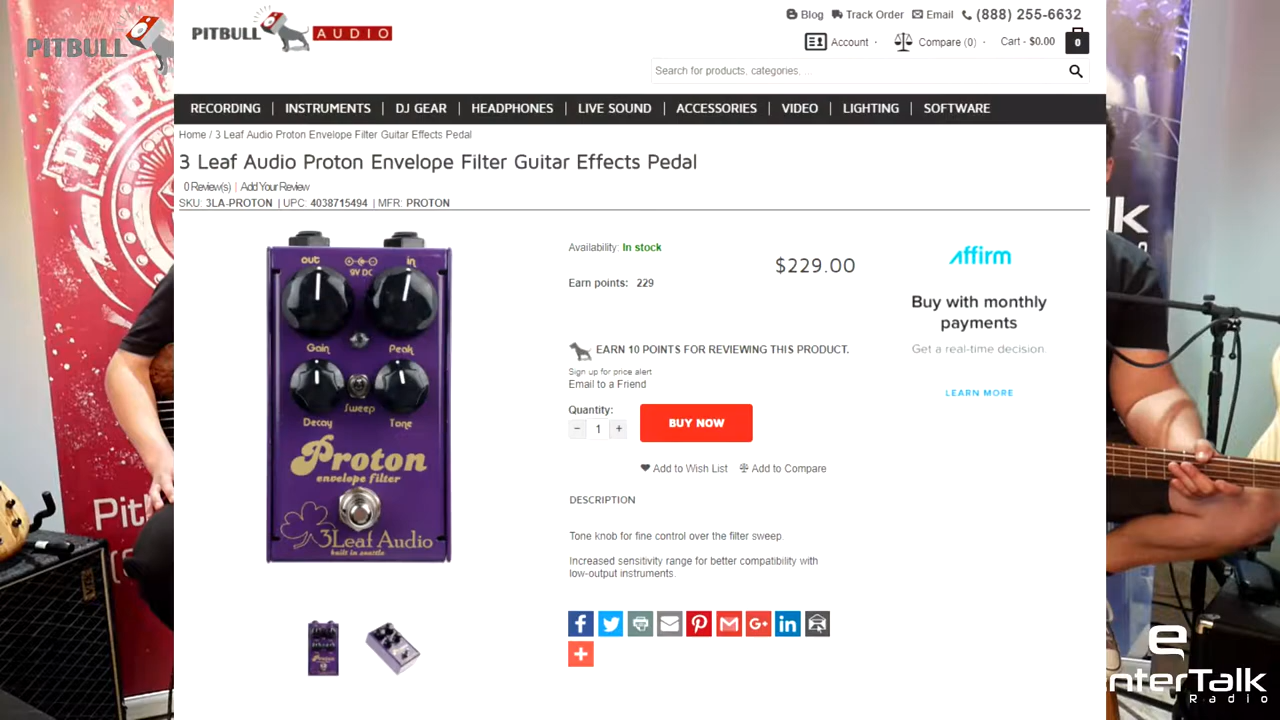 PITBULL AUDIO
Blog Track Order Email (888) 255-6632
Account Compare (0) Cart - $0.00 0
Search for products, categories, ...
RECORDING | INSTRUMENTS | DJ GEAR | HEADPHONES | LIVE SOUND | ACCESSORIES | VIDEO | LIGHTING | SOFTWARE
Home / 3 Leaf Audio Proton Envelope Filter Guitar Effects Pedal
3 Leaf Audio Proton Envelope Filter Guitar Effects Pedal
0 Review(s) | Add Your Review
SKU: 3LA-PROTON | UPC: 4038715494 | MFR: PROTON
out 9V DC in
Gain Peak
Sweep
Decay Tone
Proton
envelope filter
3Leaf Audio
built in seattle
Availability: In stock
$229.00
Earn points: 229
EARN 10 POINTS FOR REVIEWING THIS PRODUCT.
Sign up for price alert
Email to a Friend
Quantity:
− 1 +
BUY NOW
Add to Wish List Add to Compare
DESCRIPTION
Tone knob for fine control over the filter sweep.
Increased sensitivity range for better compatibility with
low-output instruments.
affirm
Buy with monthly
payments
Get a real-time decision.
LEARN MORE
PITBULL
Pit
lk
enterTalk
Radio